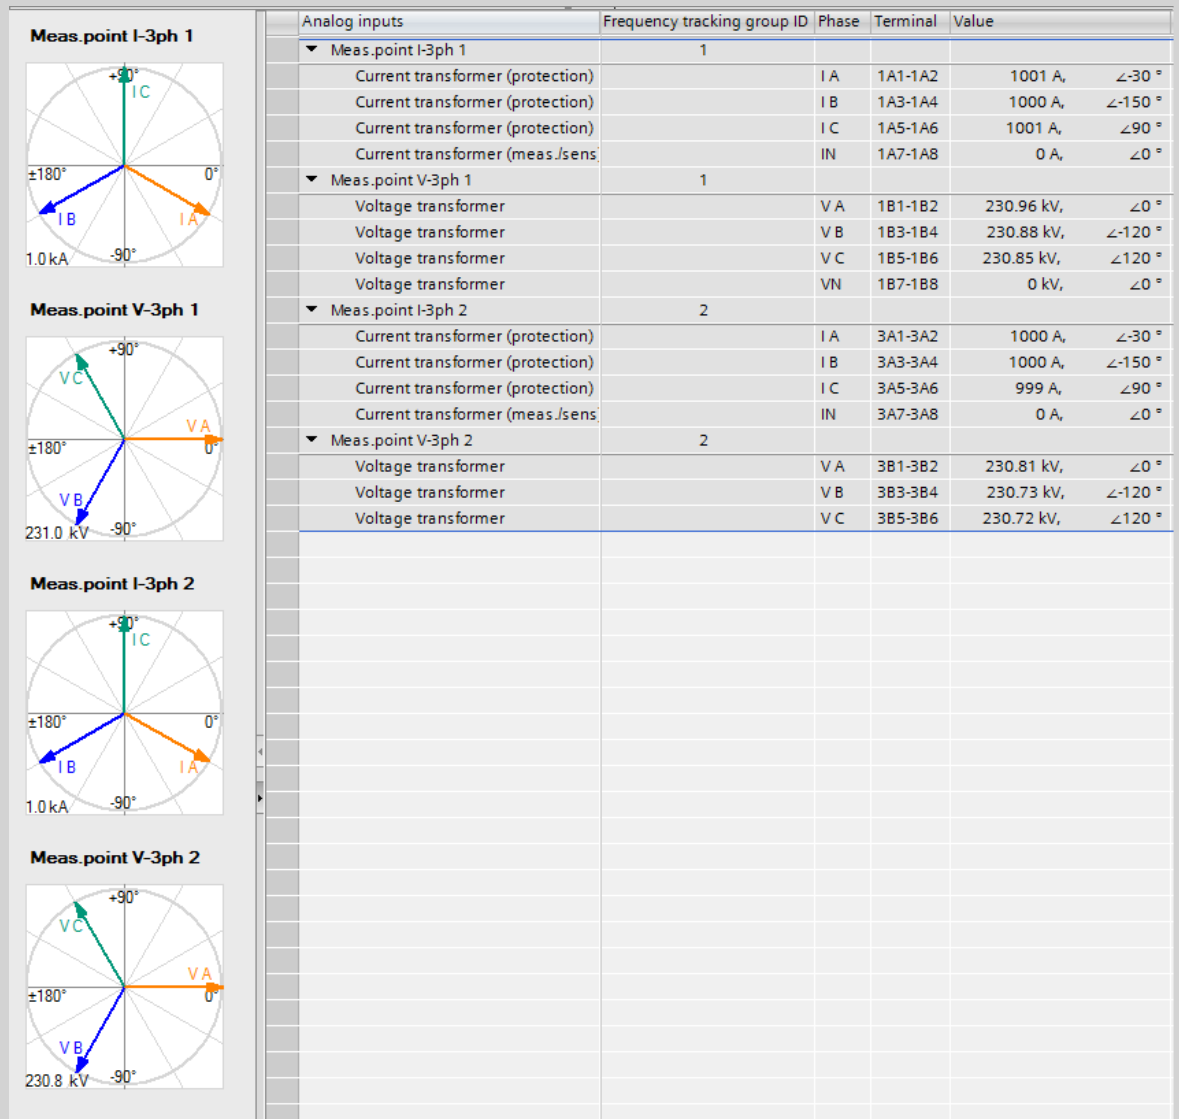 Meas.point I-3ph 1
+90°
I C
±180°
0°
I B
I A
1.0 kA
-90°
Meas.point V-3ph 1
+90°
V C
V A
±180°
0°
V B
231.0 kV
-90°
Meas.point I-3ph 2
+90°
I C
±180°
0°
I B
I A
1.0 kA
-90°
Meas.point V-3ph 2
+90°
V C
V A
±180°
0°
V B
230.8 kV
-90°
Analog inputs Frequency tracking group ID Phase Terminal Value
Meas.point I-3ph 1 1
Current transformer (protection) I A 1A1-1A2 1001 A, ∠-30 °
Current transformer (protection) I B 1A3-1A4 1000 A, ∠-150 °
Current transformer (protection) I C 1A5-1A6 1001 A, ∠90 °
Current transformer (meas./sens IN 1A7-1A8 0 A, ∠0 °
Meas.point V-3ph 1 1
Voltage transformer V A 1B1-1B2 230.96 kV, ∠0 °
Voltage transformer V B 1B3-1B4 230.88 kV, ∠-120 °
Voltage transformer V C 1B5-1B6 230.85 kV, ∠120 °
Voltage transformer VN 1B7-1B8 0 kV, ∠0 °
Meas.point I-3ph 2 2
Current transformer (protection) I A 3A1-3A2 1000 A, ∠-30 °
Current transformer (protection) I B 3A3-3A4 1000 A, ∠-150 °
Current transformer (protection) I C 3A5-3A6 999 A, ∠90 °
Current transformer (meas./sens IN 3A7-3A8 0 A, ∠0 °
Meas.point V-3ph 2 2
Voltage transformer V A 3B1-3B2 230.81 kV, ∠0 °
Voltage transformer V B 3B3-3B4 230.73 kV, ∠-120 °
Voltage transformer V C 3B5-3B6 230.72 kV, ∠120 °